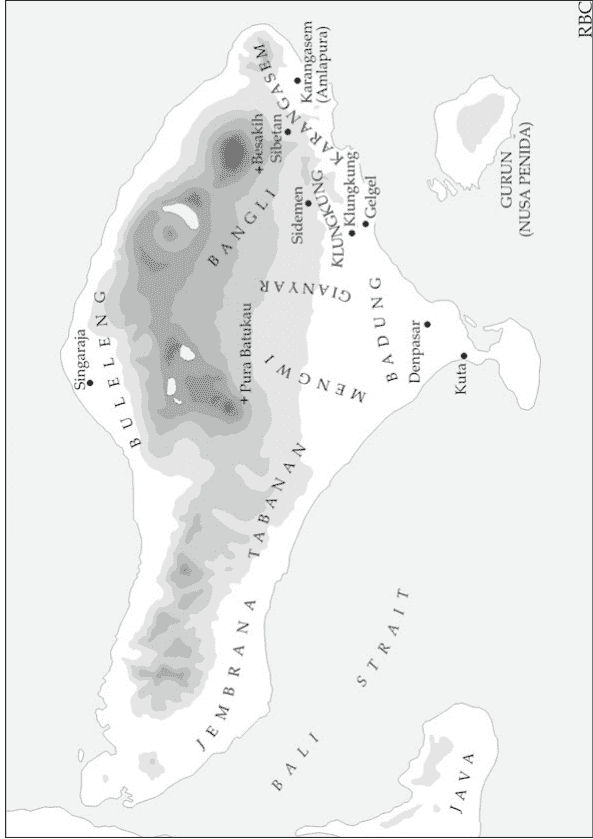 RBC
Singaraja
BULELENG
BANGLI
+Besakih
KARANGASEM
Sibetan
Karangasem
(Amlapura)
Sidemen
KLUNGKUNG
Klungkung
Gelgel
GIANYAR
+ Pura Batukau
MENGWI
BADUNG
Denpasar
Kuta
TABANAN
JEMBRANA
BALI STRAIT
JAVA
GURUN
(NUSA PENIDA)